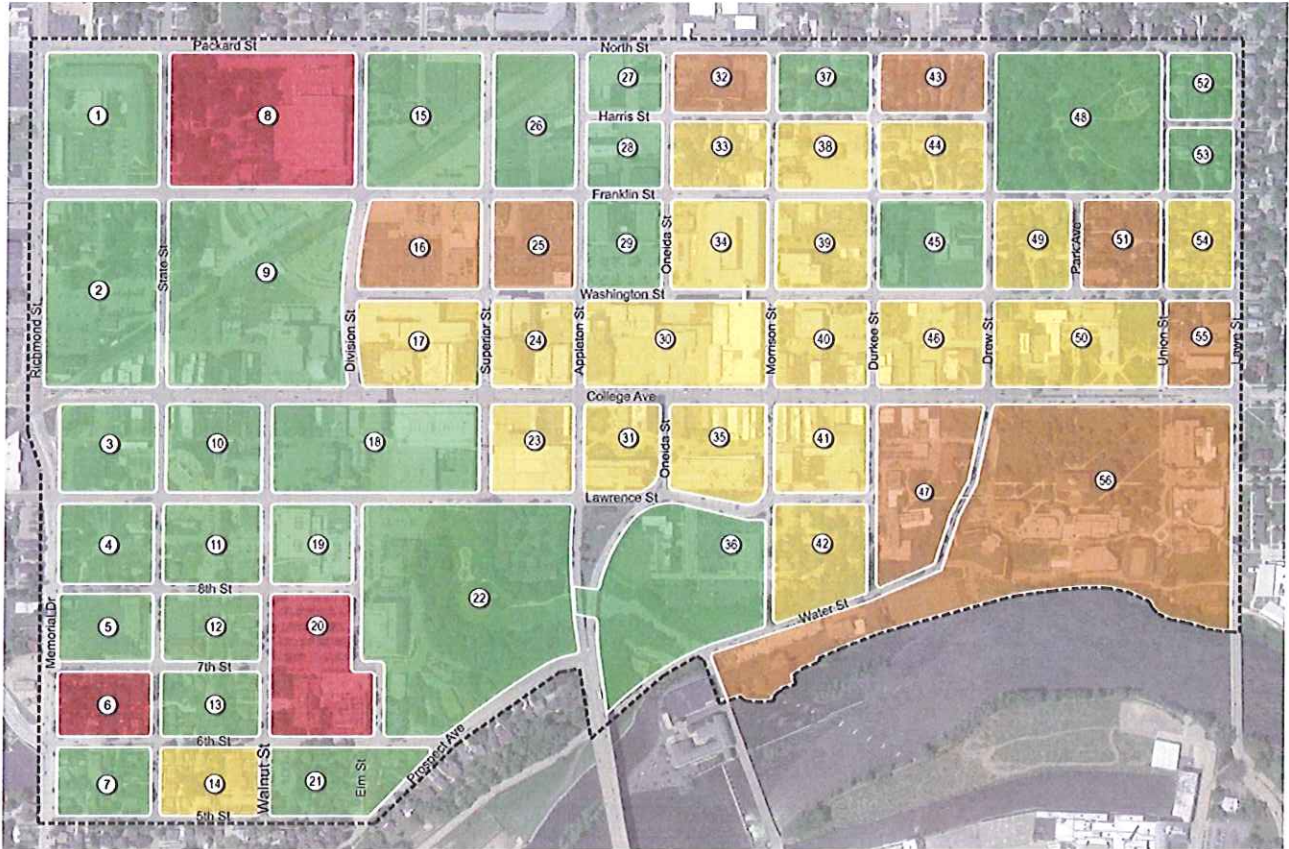 Packard St
North St
1
8
15
26
27
32
37
43
48
52
Harris St
28
33
38
44
53
Franklin St
2
State St
9
16
25
29
Oneida St
34
39
45
49
Park Ave
51
54
Washington St
Richmond St
Division St
17
Superior St
24
Appleton St
30
Morrison St
40
Durkee St
46
Drew St
50
Union St
55
Lawe St
College Ave
3
10
18
23
31
Oneida St
35
41
47
56
Lawrence St
4
11
19
22
36
42
8th St
Memorial Dr
5
12
20
Water St
7th St
6
13
6th St
Prospect Ave
7
14
Walnut St
21
Elm St
5th St